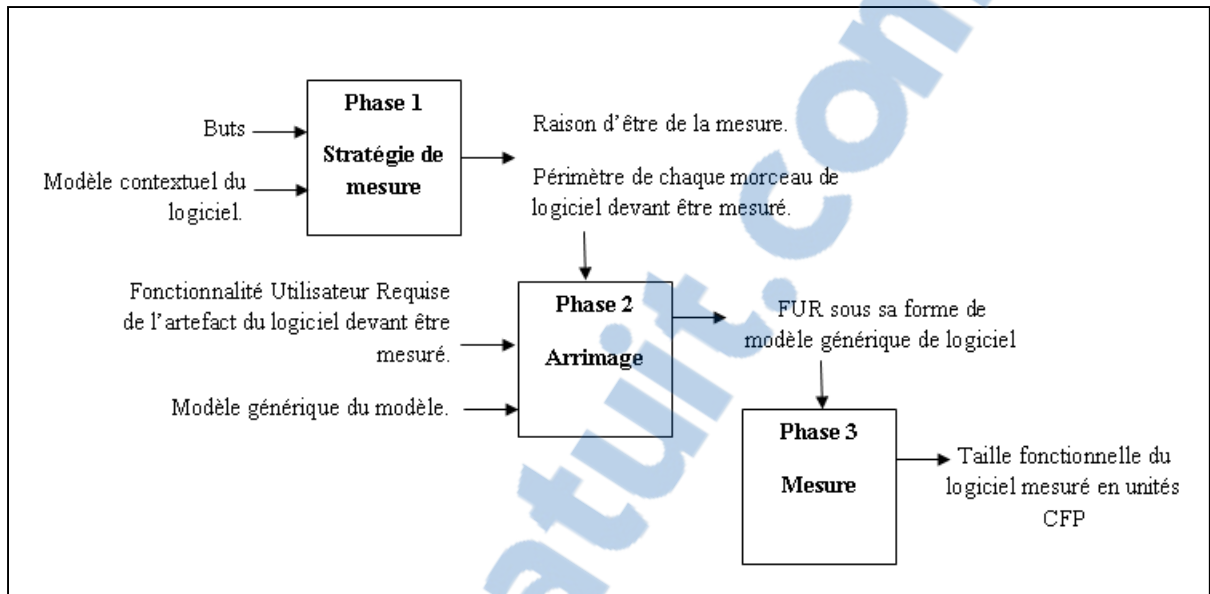 Phase 1
Stratégie de
mesure
Buts
Modèle contextuel du
logiciel.
Raison d'être de la mesure.
Périmètre de chaque morceau de
logiciel devant être mesuré.
Fonctionnalité Utilisateur Requise
de l'artefact du logiciel devant être
mesuré.
Modèle générique du modèle.
Phase 2
Arrimage
FUR sous sa forme de
modèle générique de logiciel
Phase 3
Mesure
Taille fonctionnelle du
logiciel mesuré en unités
CFP
atuit.com